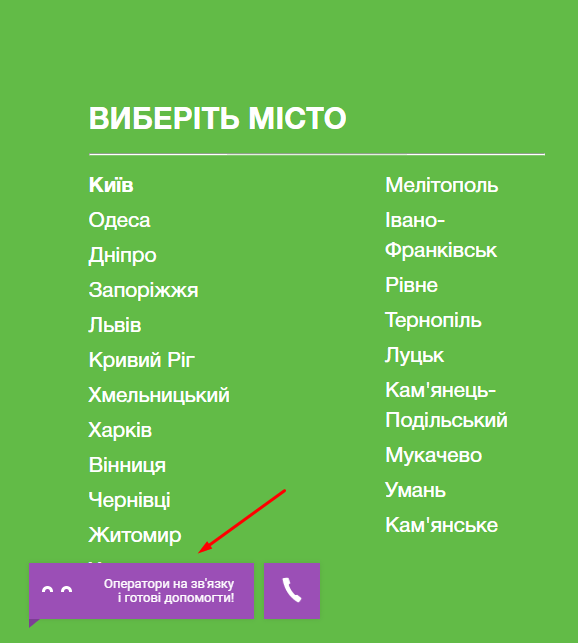 ВИБЕРІТЬ МІСТО
Київ
Одеса
Дніпро
Запоріжжя
Львів
Кривий Ріг
Хмельницький
Харків
Вінниця
Чернівці
Житомир
Мелітополь
Івано-
Франківськ
Рівне
Тернопіль
Луцьк
Кам'янець-
Подільський
Мукачево
Умань
Кам'янське
Оператори на зв'язку
і готові допомогти!